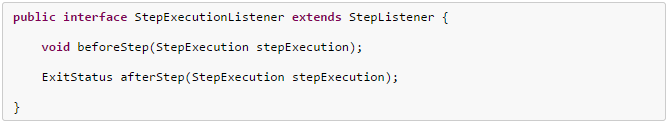 public interface StepExecutionListener extends StepListener {
void beforeStep(StepExecution stepExecution);
ExitStatus afterStep(StepExecution stepExecution);
}